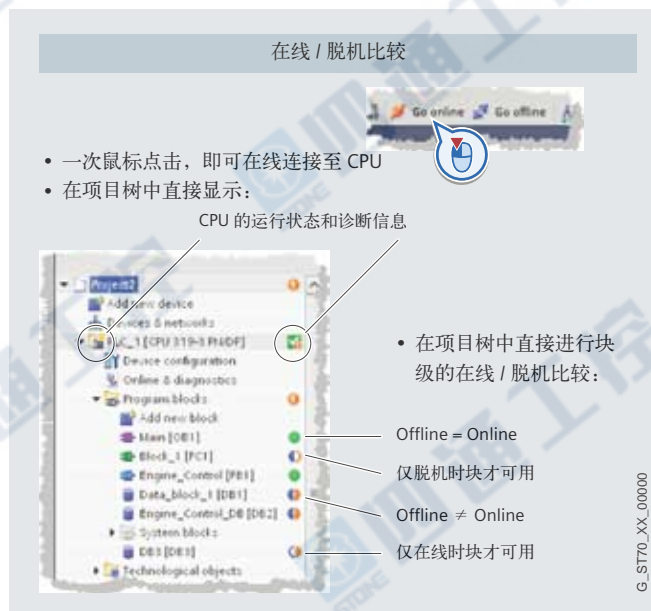 在线 / 脱机比较
Go online Go offline
• 一次鼠标点击，即可在线连接至 CPU
• 在项目树中直接显示：
CPU 的运行状态和诊断信息
Project2
Add new device
Devices & networks
PLC_1 [CPU 319-3 PN/DP]
Device configuration
Online & diagnostics
Program blocks
Add new block
Main [OB1]
Block_1 [FC1]
Engine_Control [FB1]
Data_block_1 [DB1]
Engine_Control_DB [DB2]
System blocks
DB3 [DB3]
Technological objects
• 在项目树中直接进行块
级的在线 / 脱机比较：
Offline = Online
仅脱机时块才可用
Offline ≠ Online
仅在线时块才可用
G_ST70_XX_00000